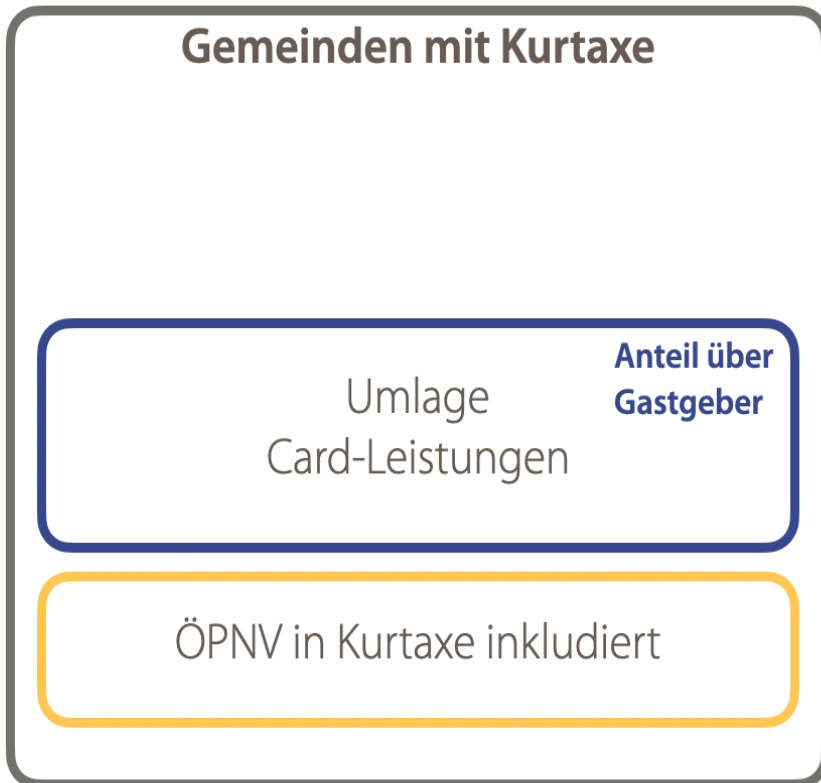 Gemeinden mit Kurtaxe
Anteil über
Gastgeber
Umlage
Card-Leistungen
ÖPNV in Kurtaxe inkludiert